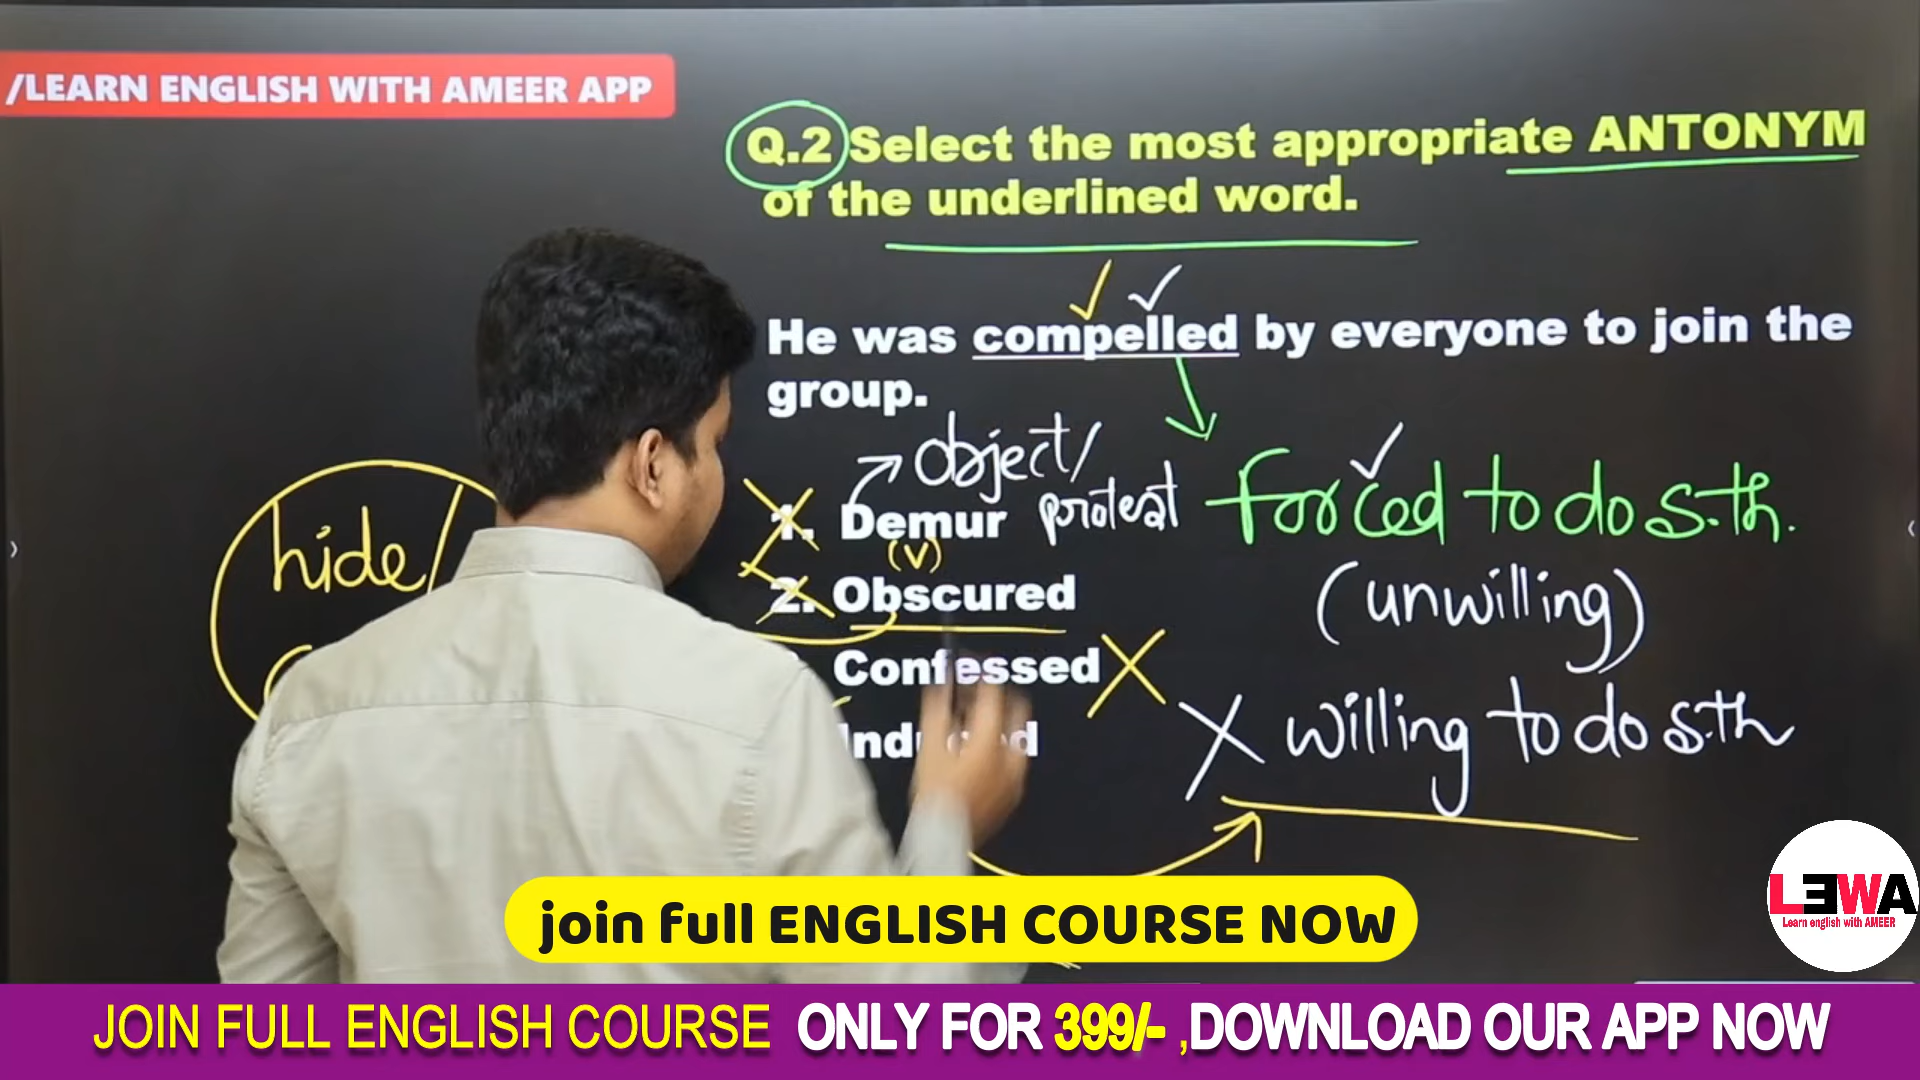 /LEARN ENGLISH WITH AMEER APP
Q.2 Select the most appropriate ANTONYM
of the underlined word.
He was compelled by everyone to join the
group.
object/
protest
1. Demur
(v)
2. Obscured
Confessed
forced to do s.th.
(unwilling)
X willing to do s.th
hide/
join full ENGLISH COURSE NOW
LEWA
Learn english with AMEER
JOIN FULL ENGLISH COURSE ONLY FOR 399/- ,DOWNLOAD OUR APP NOW